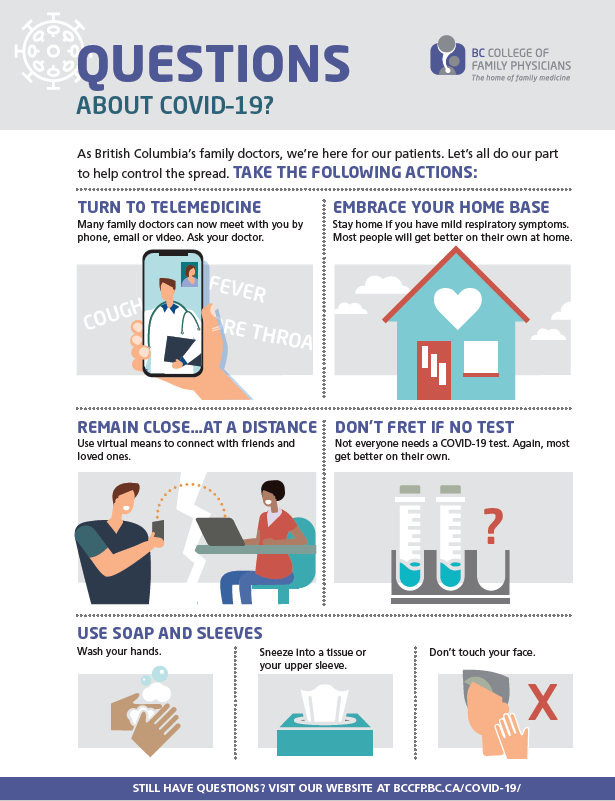 QUESTIONS
ABOUT COVID-19?
BC COLLEGE OF
FAMILY PHYSICIANS
The home of family medicine
As British Columbia's family doctors, we're here for our patients. Let's all do our part
to help control the spread. TAKE THE FOLLOWING ACTIONS:
TURN TO TELEMEDICINE
Many family doctors can now meet with you by
phone, email or video. Ask your doctor.
COUGH
FEVER
RE THROA
EMBRACE YOUR HOME BASE
Stay home if you have mild respiratory symptoms.
Most people will get better on their own at home.
REMAIN CLOSE...AT A DISTANCE
Use virtual means to connect with friends and
loved ones.
DON'T FRET IF NO TEST
Not everyone needs a COVID-19 test. Again, most
get better on their own.
?
USE SOAP AND SLEEVES
Wash your hands.
Sneeze into a tissue or
your upper sleeve.
Don't touch your face.
X
STILL HAVE QUESTIONS? VISIT OUR WEBSITE AT BCCFP.BC.CA/COVID-19/